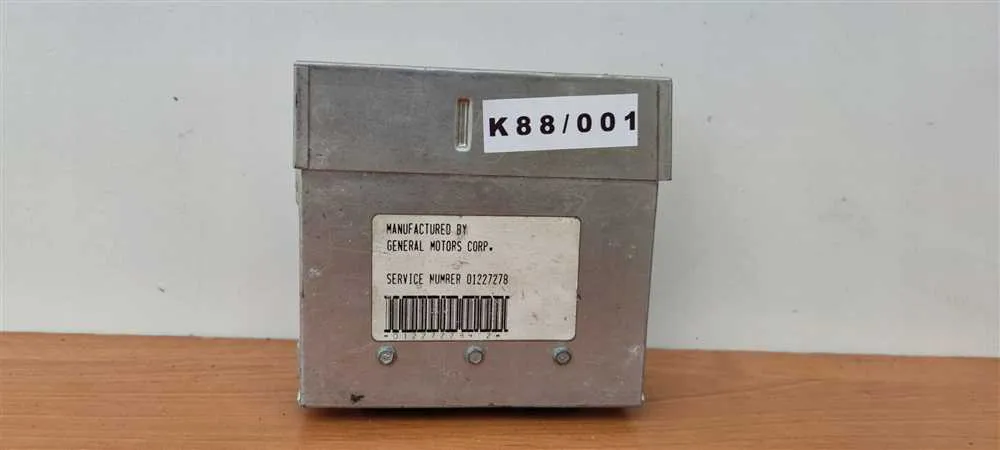 K88/001
MANUFACTURED BY
GENERAL MOTORS CORP.
SERVICE NUMBER 01227278